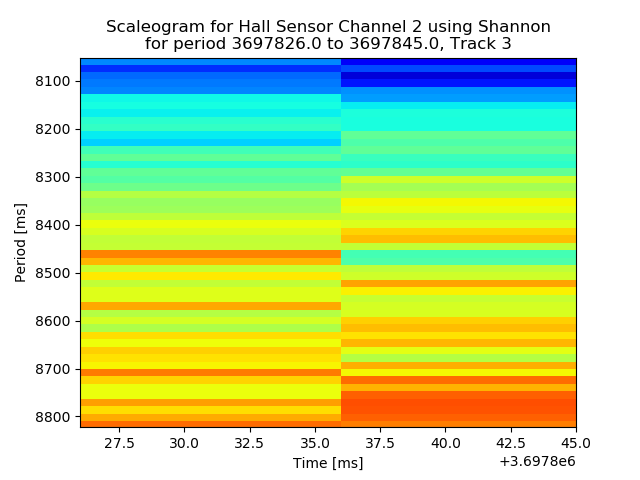 Scaleogram for Hall Sensor Channel 2 using Shannon
for period 3697826.0 to 3697845.0, Track 3
Period [ms]
8100
8200
8300
8400
8500
8600
8700
8800
27.5 30.0 32.5 35.0 37.5 40.0 42.5 45.0
Time [ms]
+3.6978e6